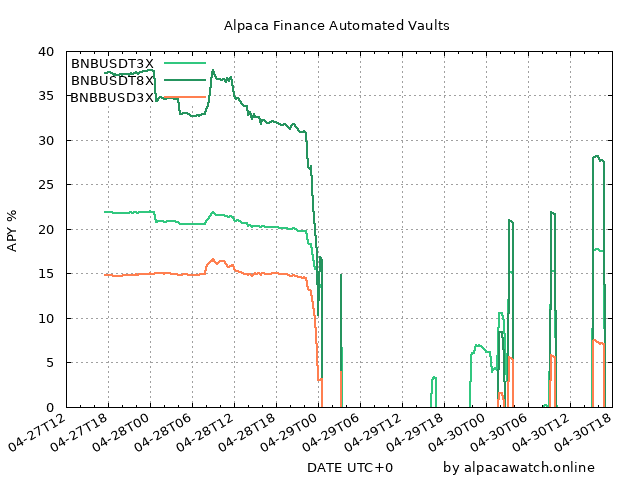 Alpaca Finance Automated Vaults
APY %
40
35
30
25
20
15
10
5
0
BNBUSDT3X
BNBUSDT8X
BNBBUSD3X
04-27T12
04-27T18
04-28T00
04-28T06
04-28T12
04-28T18
04-29T00
04-29T06
04-29T12
04-29T18
04-30T00
04-30T06
04-30T12
04-30T18
DATE UTC+0
by alpacawatch.online